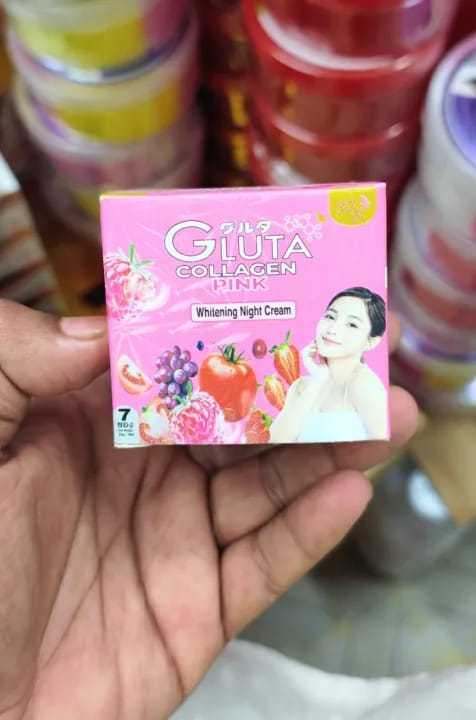 グルタ
GLUTA
COLLAGEN
PINK
Whitening Night Cream
7